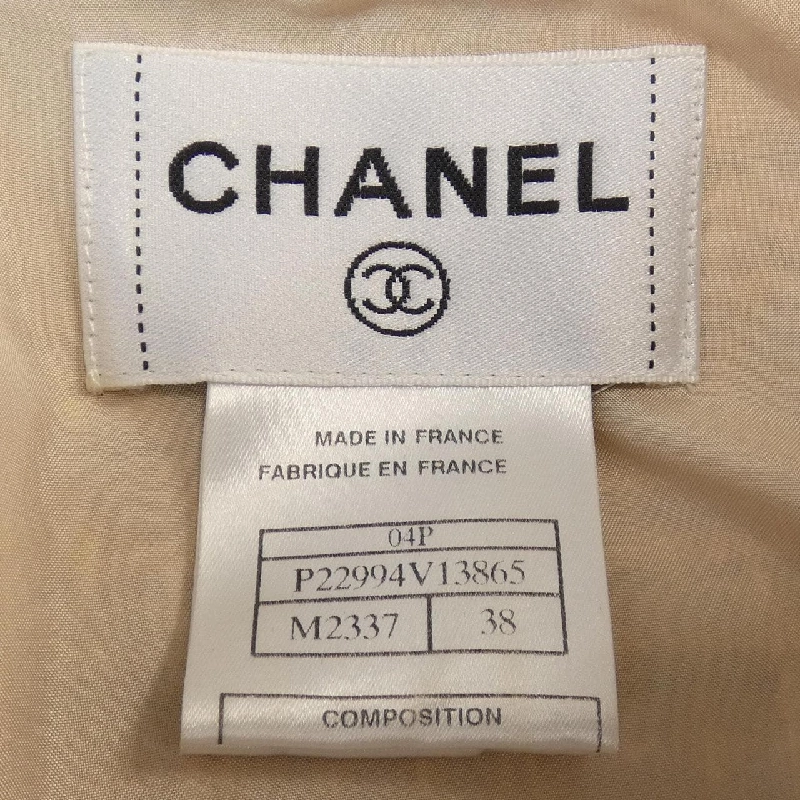 CHANEL
MADE IN FRANCE
FABRIQUE EN FRANCE
04P
P22994V13865
M2337 38
COMPOSITION